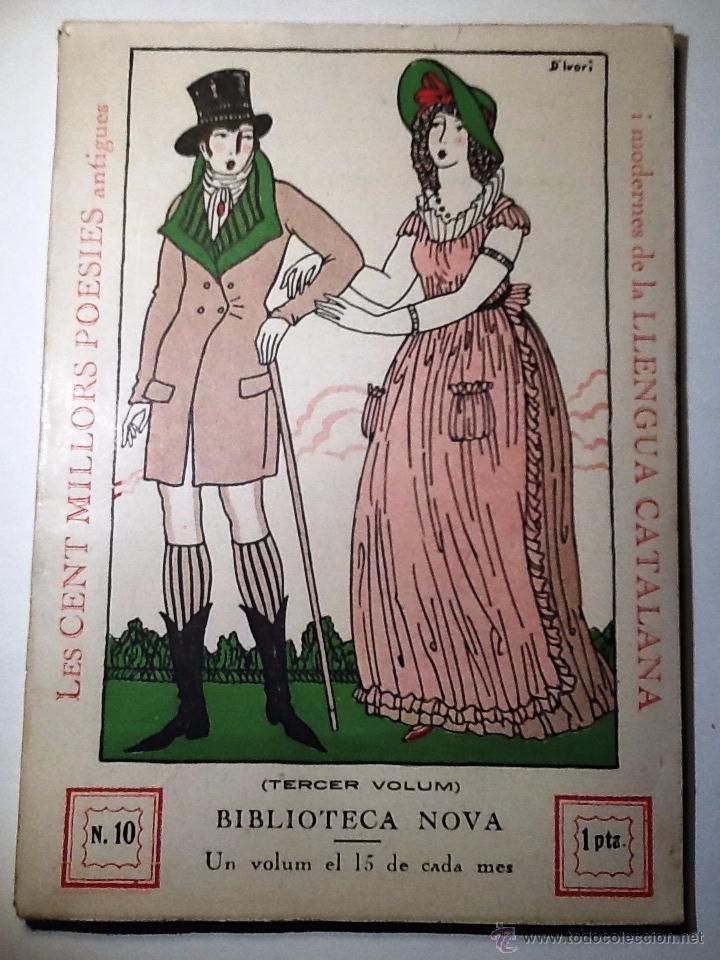 D'Ivori
LES CENT MILLORS POESIES antigues
i modernes de la LLENGUA CATALANA
(TERCER VOLUM)
N. 10
BIBLIOTECA NOVA
1 pta.
Un volum el 15 de cada mes
© www.todocoleccion.net